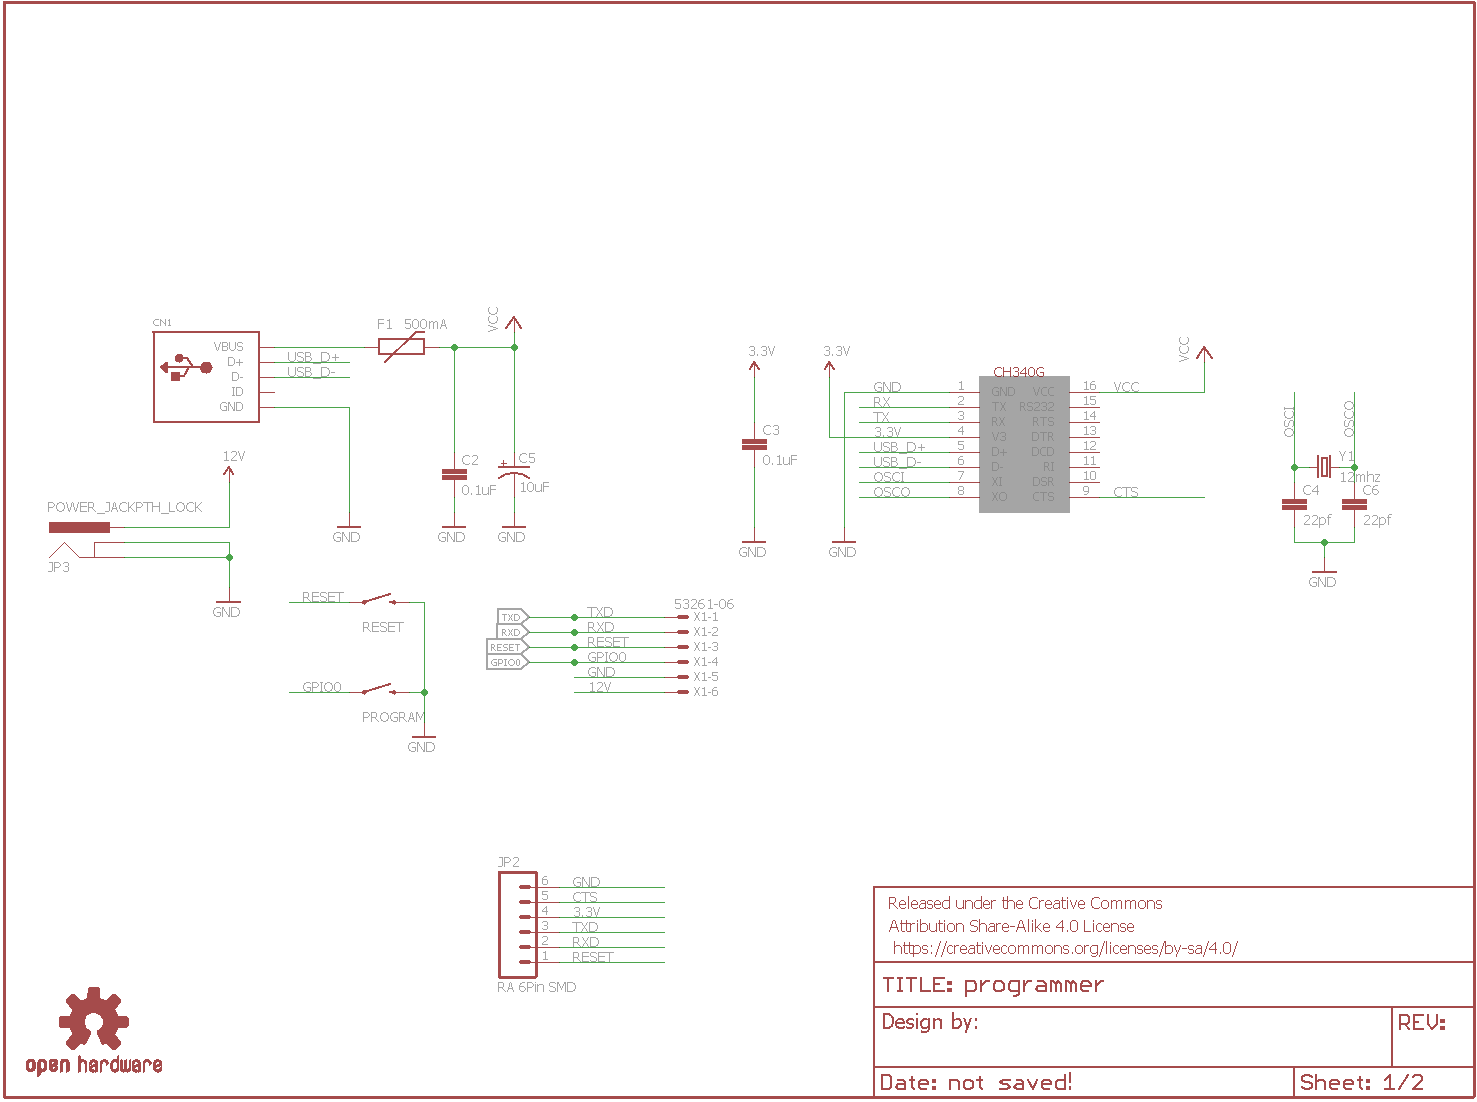 CN1
VBUS
D+
D-
ID
GND
USB_D+
USB_D-
F1 500mA
VCC
C2
0.1uF
C5
+
10uF
GND
GND
GND
12V
POWER_JACKPTH_LOCK
JP3
GND
3.3V
C3
0.1uF
GND
3.3V
GND
CH340G
GND 1 GND VCC 16 VCC
RX 2 TX RS232 15
TX 3 RX RTS 14
3.3V 4 V3 DTR 13
USB_D+ 5 D+ DCD 12
USB_D- 6 D- RI 11
OSCI 7 XI DSR 10
OSCO 8 XO CTS 9 CTS
VCC
OSCI
OSCO
Y1
12mhz
C4
22pf
C6
22pf
GND
RESET
RESET
GPIO0
PROGRAM
GND
53261-06
TXD TXD X1-1
RXD RXD X1-2
RESET RESET X1-3
GPIO0 GPIO0 X1-4
GND X1-5
12V X1-6
JP2
6 GND
5 CTS
4 3.3V
3 TXD
2 RXD
1 RESET
RA 6Pin SMD
open hardware
Released under the Creative Commons
Attribution Share-Alike 4.0 License
https://creativecommons.org/licenses/by-sa/4.0/
TITLE: programmer
Design by:
REV:
Date: not saved!
Sheet: 1/2